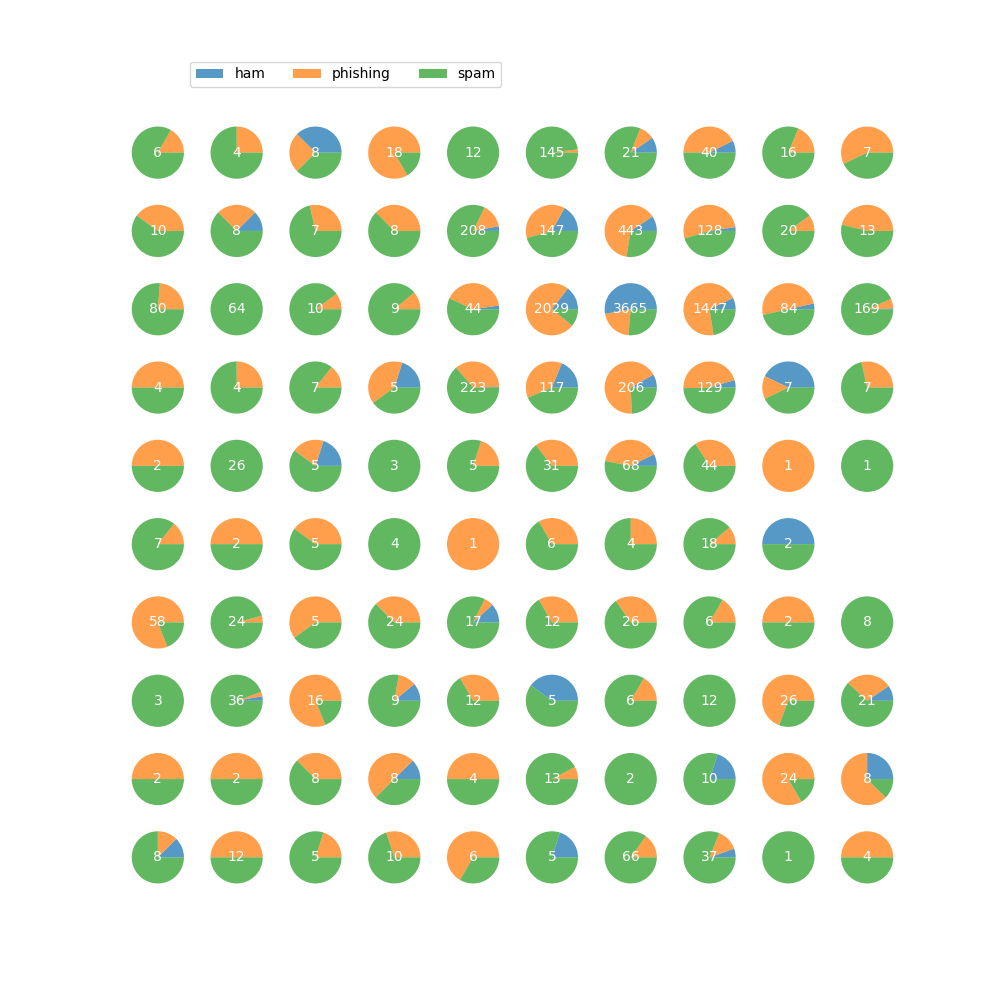 ham phishing spam
6 4 8 18 12 145 21 40 16 7
10 8 7 8 208 147 443 128 20 13
80 64 10 9 44 2029 3665 1447 84 169
4 4 7 5 223 117 206 129 7 7
2 26 5 3 5 31 68 44 1 1
7 2 5 4 1 6 4 18 2
58 24 5 24 17 12 26 6 2 8
3 36 16 9 12 5 6 12 26 21
2 2 8 8 4 13 2 10 24 8
8 12 5 10 6 5 66 37 1 4